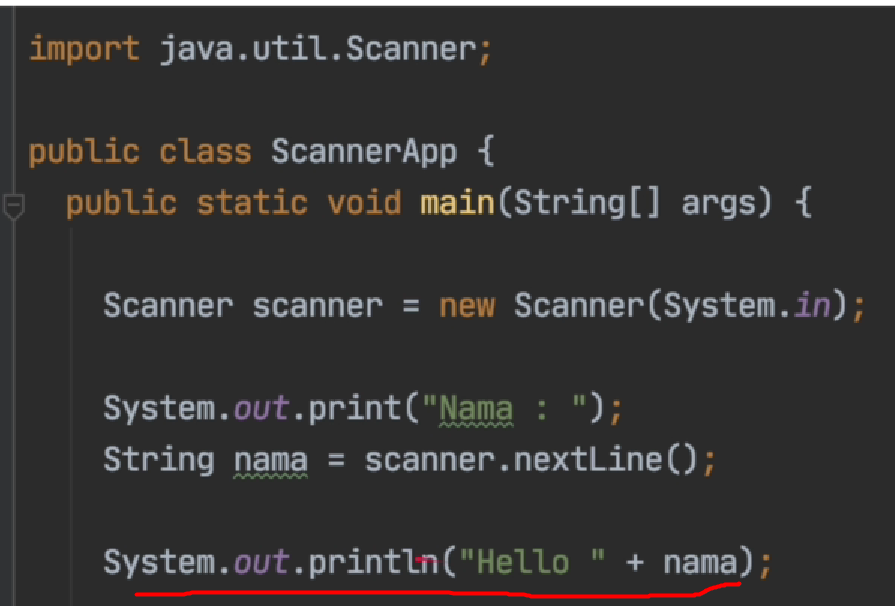 import java.util.Scanner;
public class ScannerApp {
public static void main(String[] args) {
Scanner scanner = new Scanner(System.in);
System.out.print("Nama : ");
String nama = scanner.nextLine();
System.out.println("Hello " + nama);